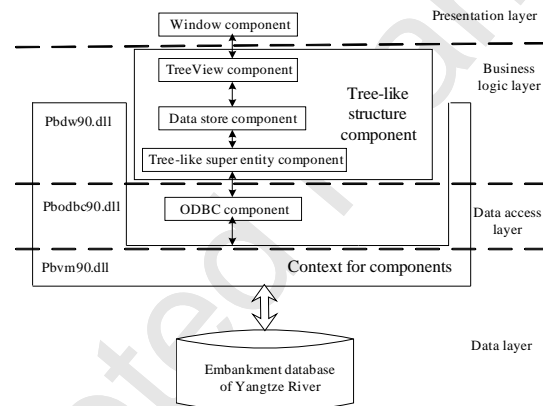 Presentation layer
Window component
TreeView component
Business
logic layer
Tree-like
structure
component
Pbdw90.dll
Data store component
Tree-like super entity component
Pbodbc90.dll
ODBC component
Data access
layer
Pbvm90.dll
Context for components
Data layer
Embankment database
of Yangtze River